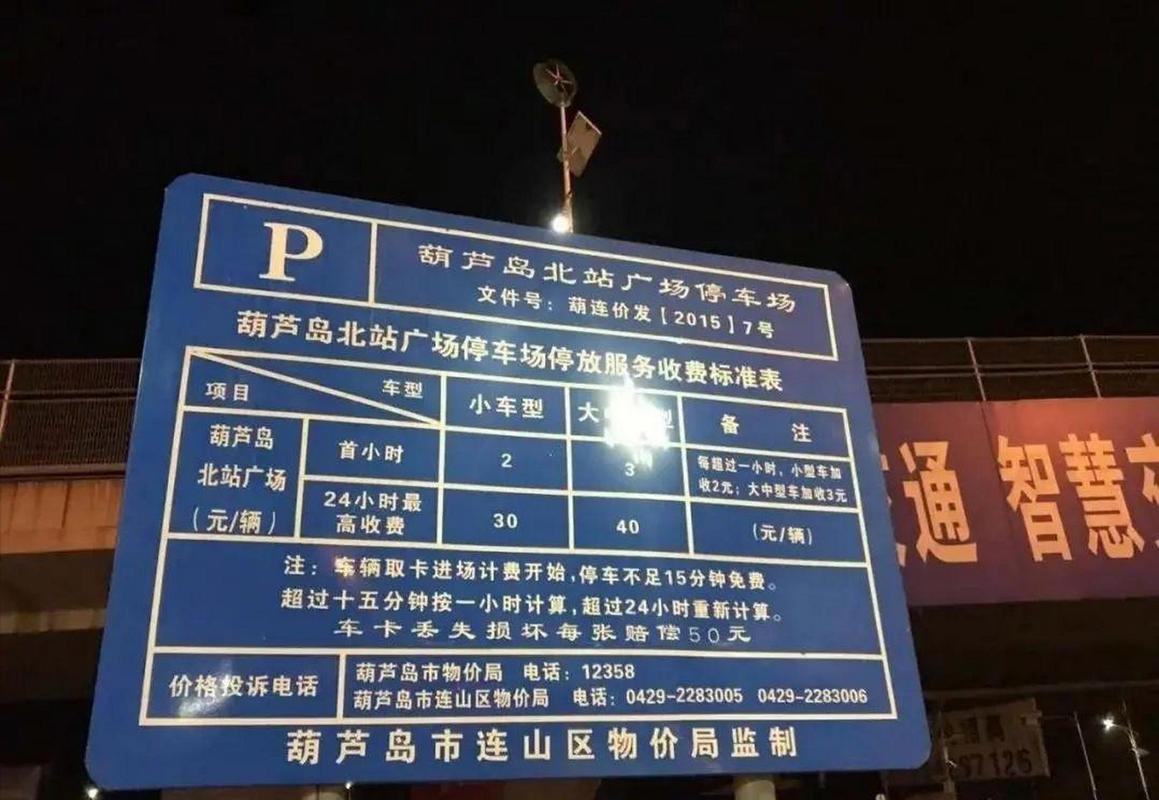 P
葫芦岛北站广场停车场
文件号：葫连价发【2015】7号
葫芦岛北站广场停车场停放服务收费标准表
项目 车型
小车型
大中型
备 注
葫芦岛
北站广场
（元/辆）
首小时
2
3
每超过一小时，小型车加
收2元；大中型车加收3元
24小时最
高收费
30
40
（元/辆）
注：车辆取卡进场计费开始,停车不足15分钟免费。
超过十五分钟按一小时计算,超过24小时重新计算。
车卡丢失损坏每张赔偿50元
价格投诉电话
葫芦岛市物价局 电话：12358
葫芦岛市连山区物价局 电话：0429-2283005 0429-2283006
葫芦岛市连山区物价局监制
通 智慧
67126